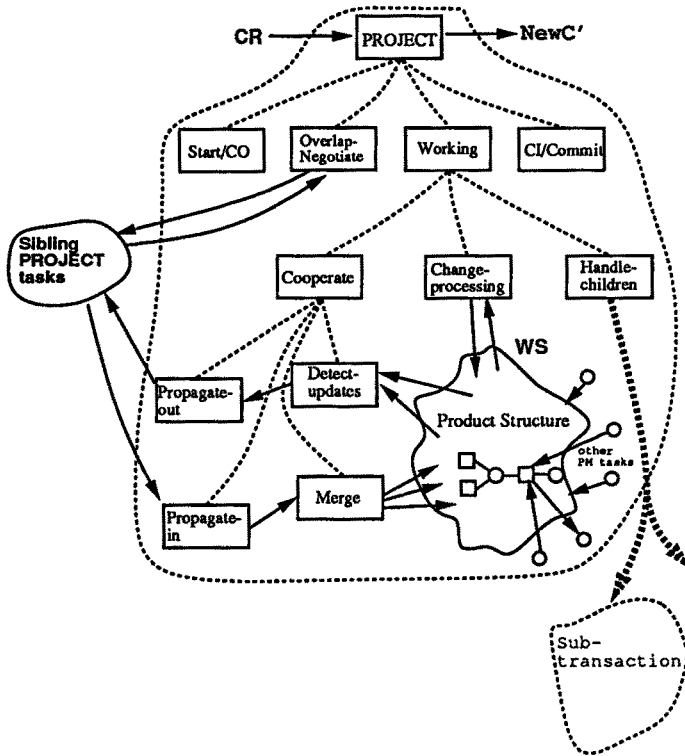 CR
PROJECT
NewC'
Start/CO
Overlap-
Negotiate
Working
CI/Commit
Sibling
PROJECT
tasks
Cooperate
Change-
processing
Handle-
children
WS
Propagate-
out
Detect-
updates
Product Structure
other
PM tasks
Propagate-
in
Merge
Sub-
transaction